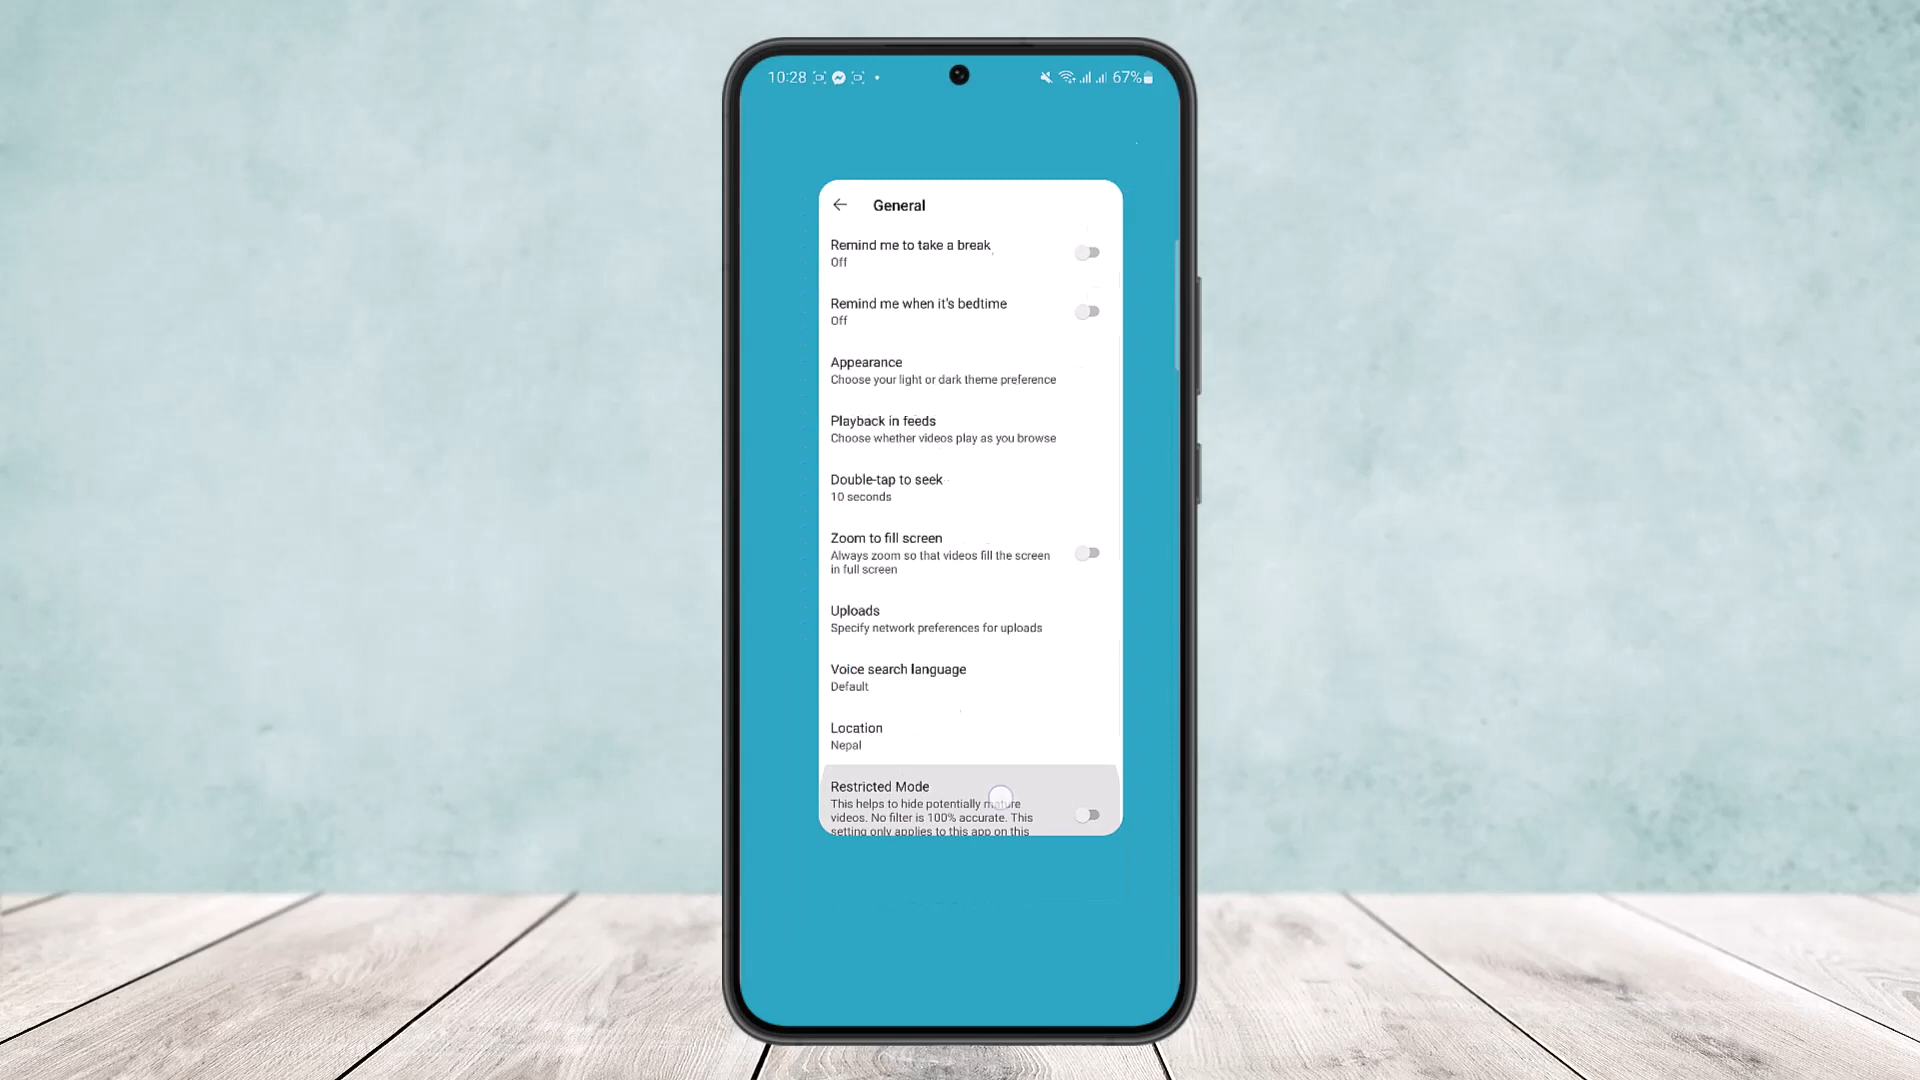 10:28
67%
General
Remind me to take a break
Off
Remind me when it's bedtime
Off
Appearance
Choose your light or dark theme preference
Playback in feeds
Choose whether videos play as you browse
Double-tap to seek
10 seconds
Zoom to fill screen
Always zoom so that videos fill the screen
in full screen
Uploads
Specify network preferences for uploads
Voice search language
Default
Location
Nepal
Restricted Mode
This helps to hide potentially mature
videos. No filter is 100% accurate. This
setting only applies to this app on this